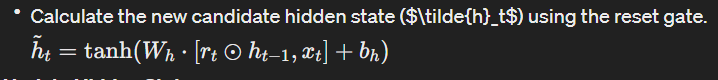 • Calculate the new candidate hidden state ($\tilde{h}_t$) using the reset gate.
h̃ₜ = tanh(Wₕ · [rₜ ⊙ hₜ₋₁, xₜ] + bₕ)